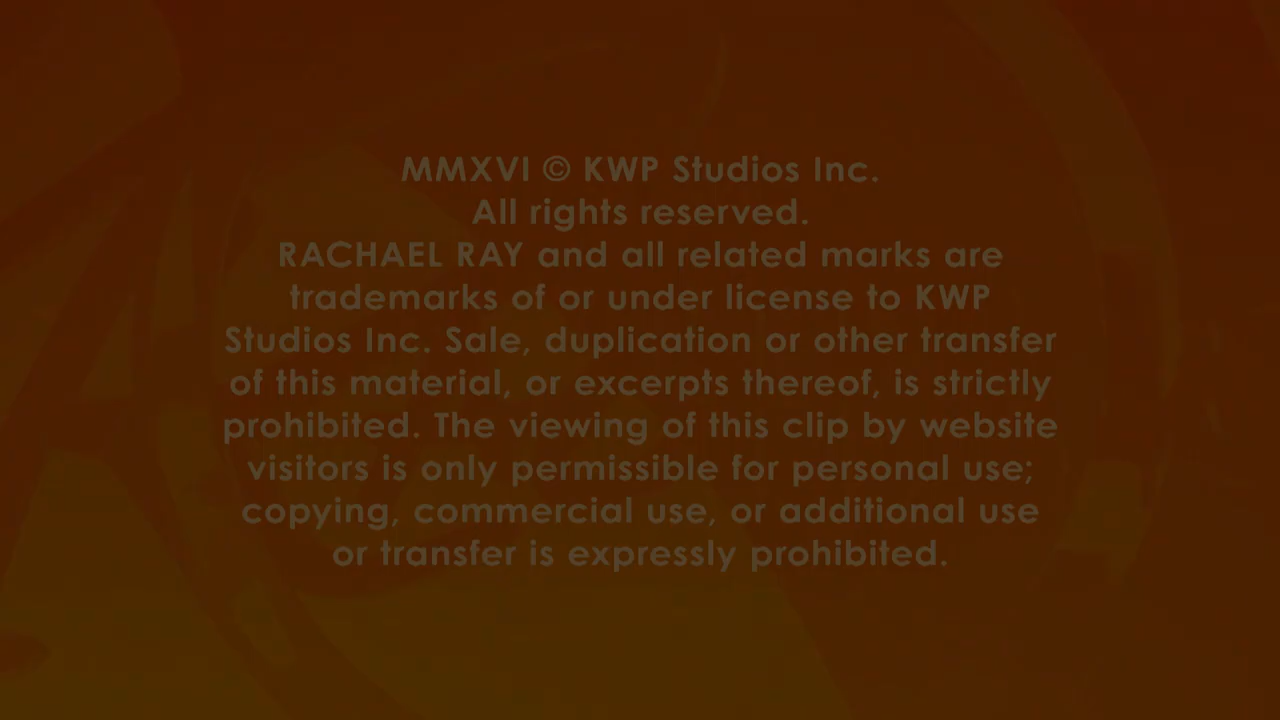 MMXVI © KWP Studios Inc.
All rights reserved.
RACHAEL RAY and all related marks are
trademarks of or under license to KWP
Studios Inc. Sale, duplication or other transfer
of this material, or excerpts thereof, is strictly
prohibited. The viewing of this clip by website
visitors is only permissible for personal use;
copying, commercial use, or additional use
or transfer is expressly prohibited.